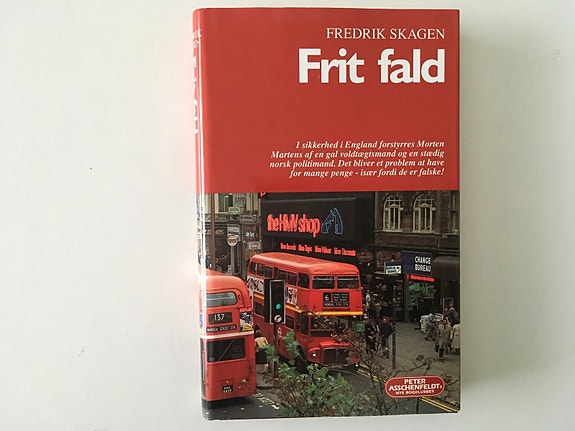 FREDRIK SKAGEN
Frit fald
I sikkerhed i England forstyrres Morten
Martens af en gal voldtægtsmand og en stædig
norsk politimand. Det bliver et problem at have
for mange penge - især fordi de er falske!
the HMV shop
CHANGE
BUREAU
6
137
PETER
ASSCHENFELDTs
NYE BOGKLUBBER